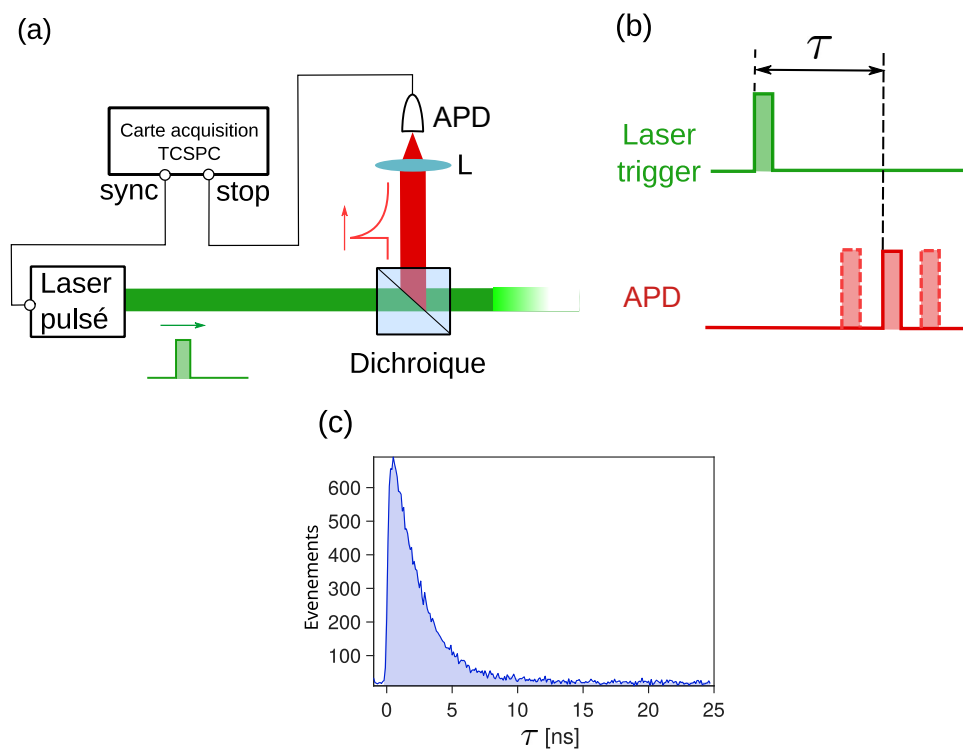 (a)
Carte acquisition
TCSPC
sync
stop
APD
L
Laser
pulsé
Dichroique
(b)
τ
Laser
trigger
APD
(c)
Evenements
600
500
400
300
200
100
0
5
10
15
20
25
τ [ns]